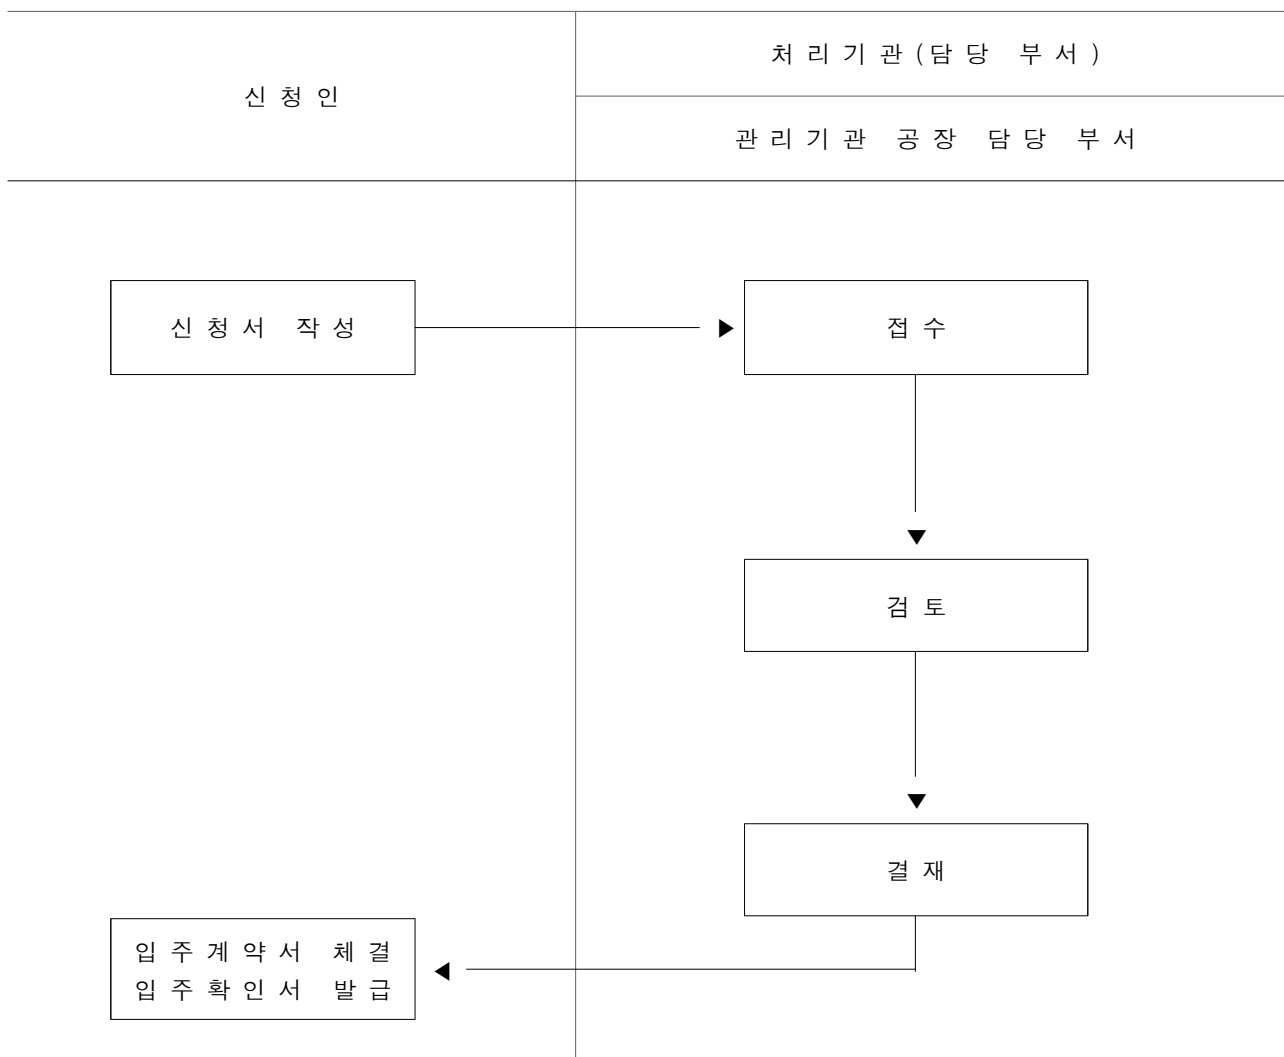 신청인
처리기관(담당 부서)
관리기관 공장 담당 부서
신청서 작성
접수
검토
결재
입주계약서 체결
입주확인서 발급